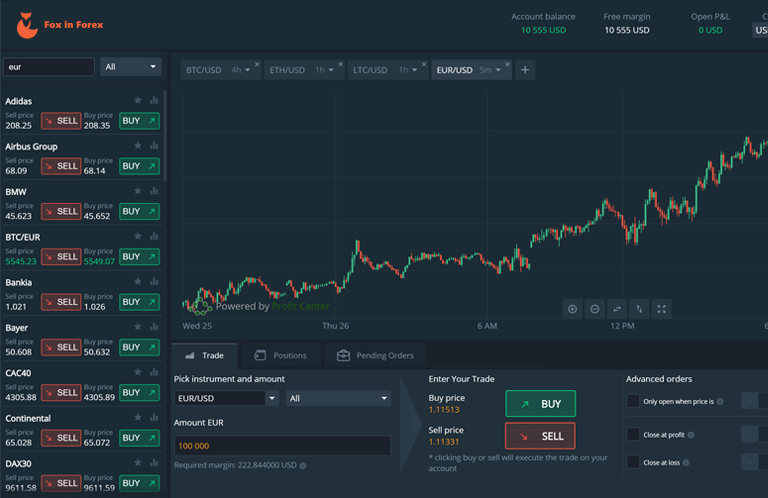 Fox in Forex
Account balance
10 555 USD
Free margin
10 555 USD
Open P&L
0 USD
eur
All
BTC/USD 4h
ETH/USD 1h
LTC/USD 1h
EUR/USD 5m
Adidas
Sell price
208.25
SELL
Buy price
208.35
BUY
Airbus Group
Sell price
68.09
SELL
Buy price
68.14
BUY
BMW
Sell price
45.623
SELL
Buy price
45.652
BUY
BTC/EUR
Sell price
5545.23
SELL
Buy price
5549.07
BUY
Bankia
Sell price
1.021
SELL
Buy price
1.026
BUY
Bayer
Sell price
50.608
SELL
Buy price
50.632
BUY
CAC40
Sell price
4305.88
SELL
Buy price
4305.89
BUY
Continental
Sell price
65.028
SELL
Buy price
65.072
BUY
DAX30
Sell price
9611.58
SELL
Buy price
9611.59
BUY
Powered by Profit Center
Wed 25
Thur 26
6 AM
12 PM
Trade
Positions
Pending Orders
Pick instrument and amount
EUR/USD
All
Amount EUR
100 000
Required margin: 222.844000 USD
Enter Your Trade
Buy price
1.11513
BUY
Sell price
1.11331
SELL
* clicking buy or sell will execute the trade on your
account
Advanced orders
Only open when price is
Close at profit
Close at loss